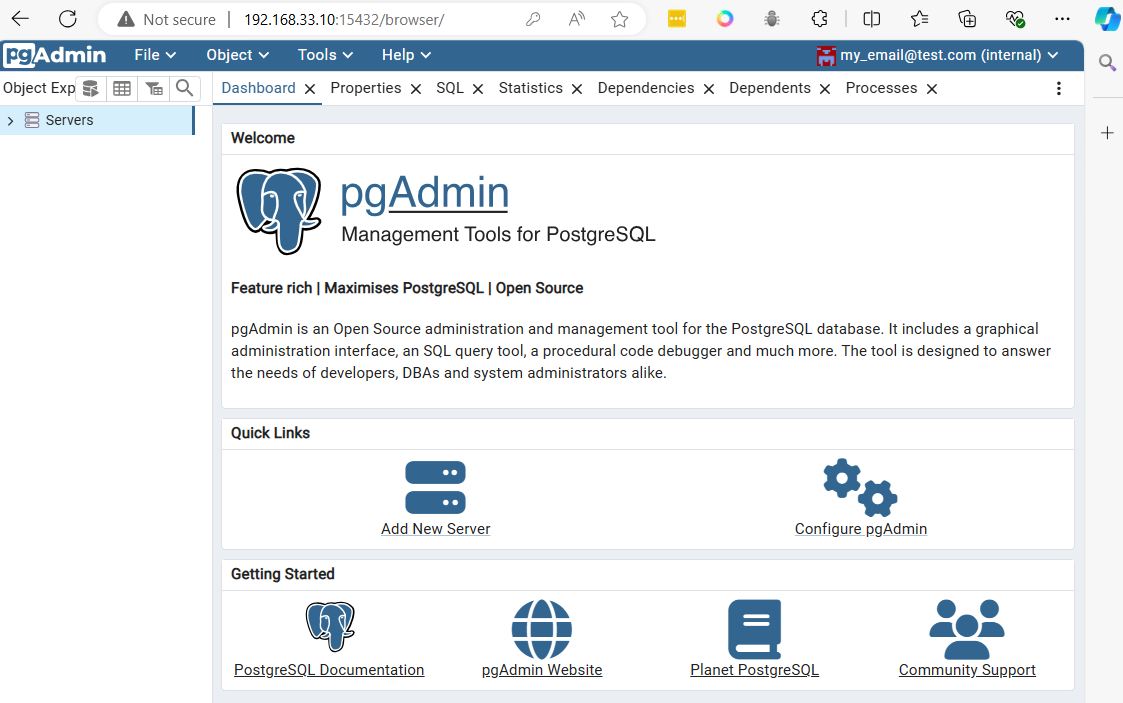 Not secure | 192.168.33.10:15432/browser/
pgAdmin File Object Tools Help my_email@test.com (internal)
Object Exp Dashboard Properties SQL Statistics Dependencies Dependents Processes
Servers
Welcome
pgAdmin
Management Tools for PostgreSQL
Feature rich | Maximises PostgreSQL | Open Source
pgAdmin is an Open Source administration and management tool for the PostgreSQL database. It includes a graphical
administration interface, an SQL query tool, a procedural code debugger and much more. The tool is designed to answer
the needs of developers, DBAs and system administrators alike.
Quick Links
Add New Server Configure pgAdmin
Getting Started
PostgreSQL Documentation pgAdmin Website Planet PostgreSQL Community Support